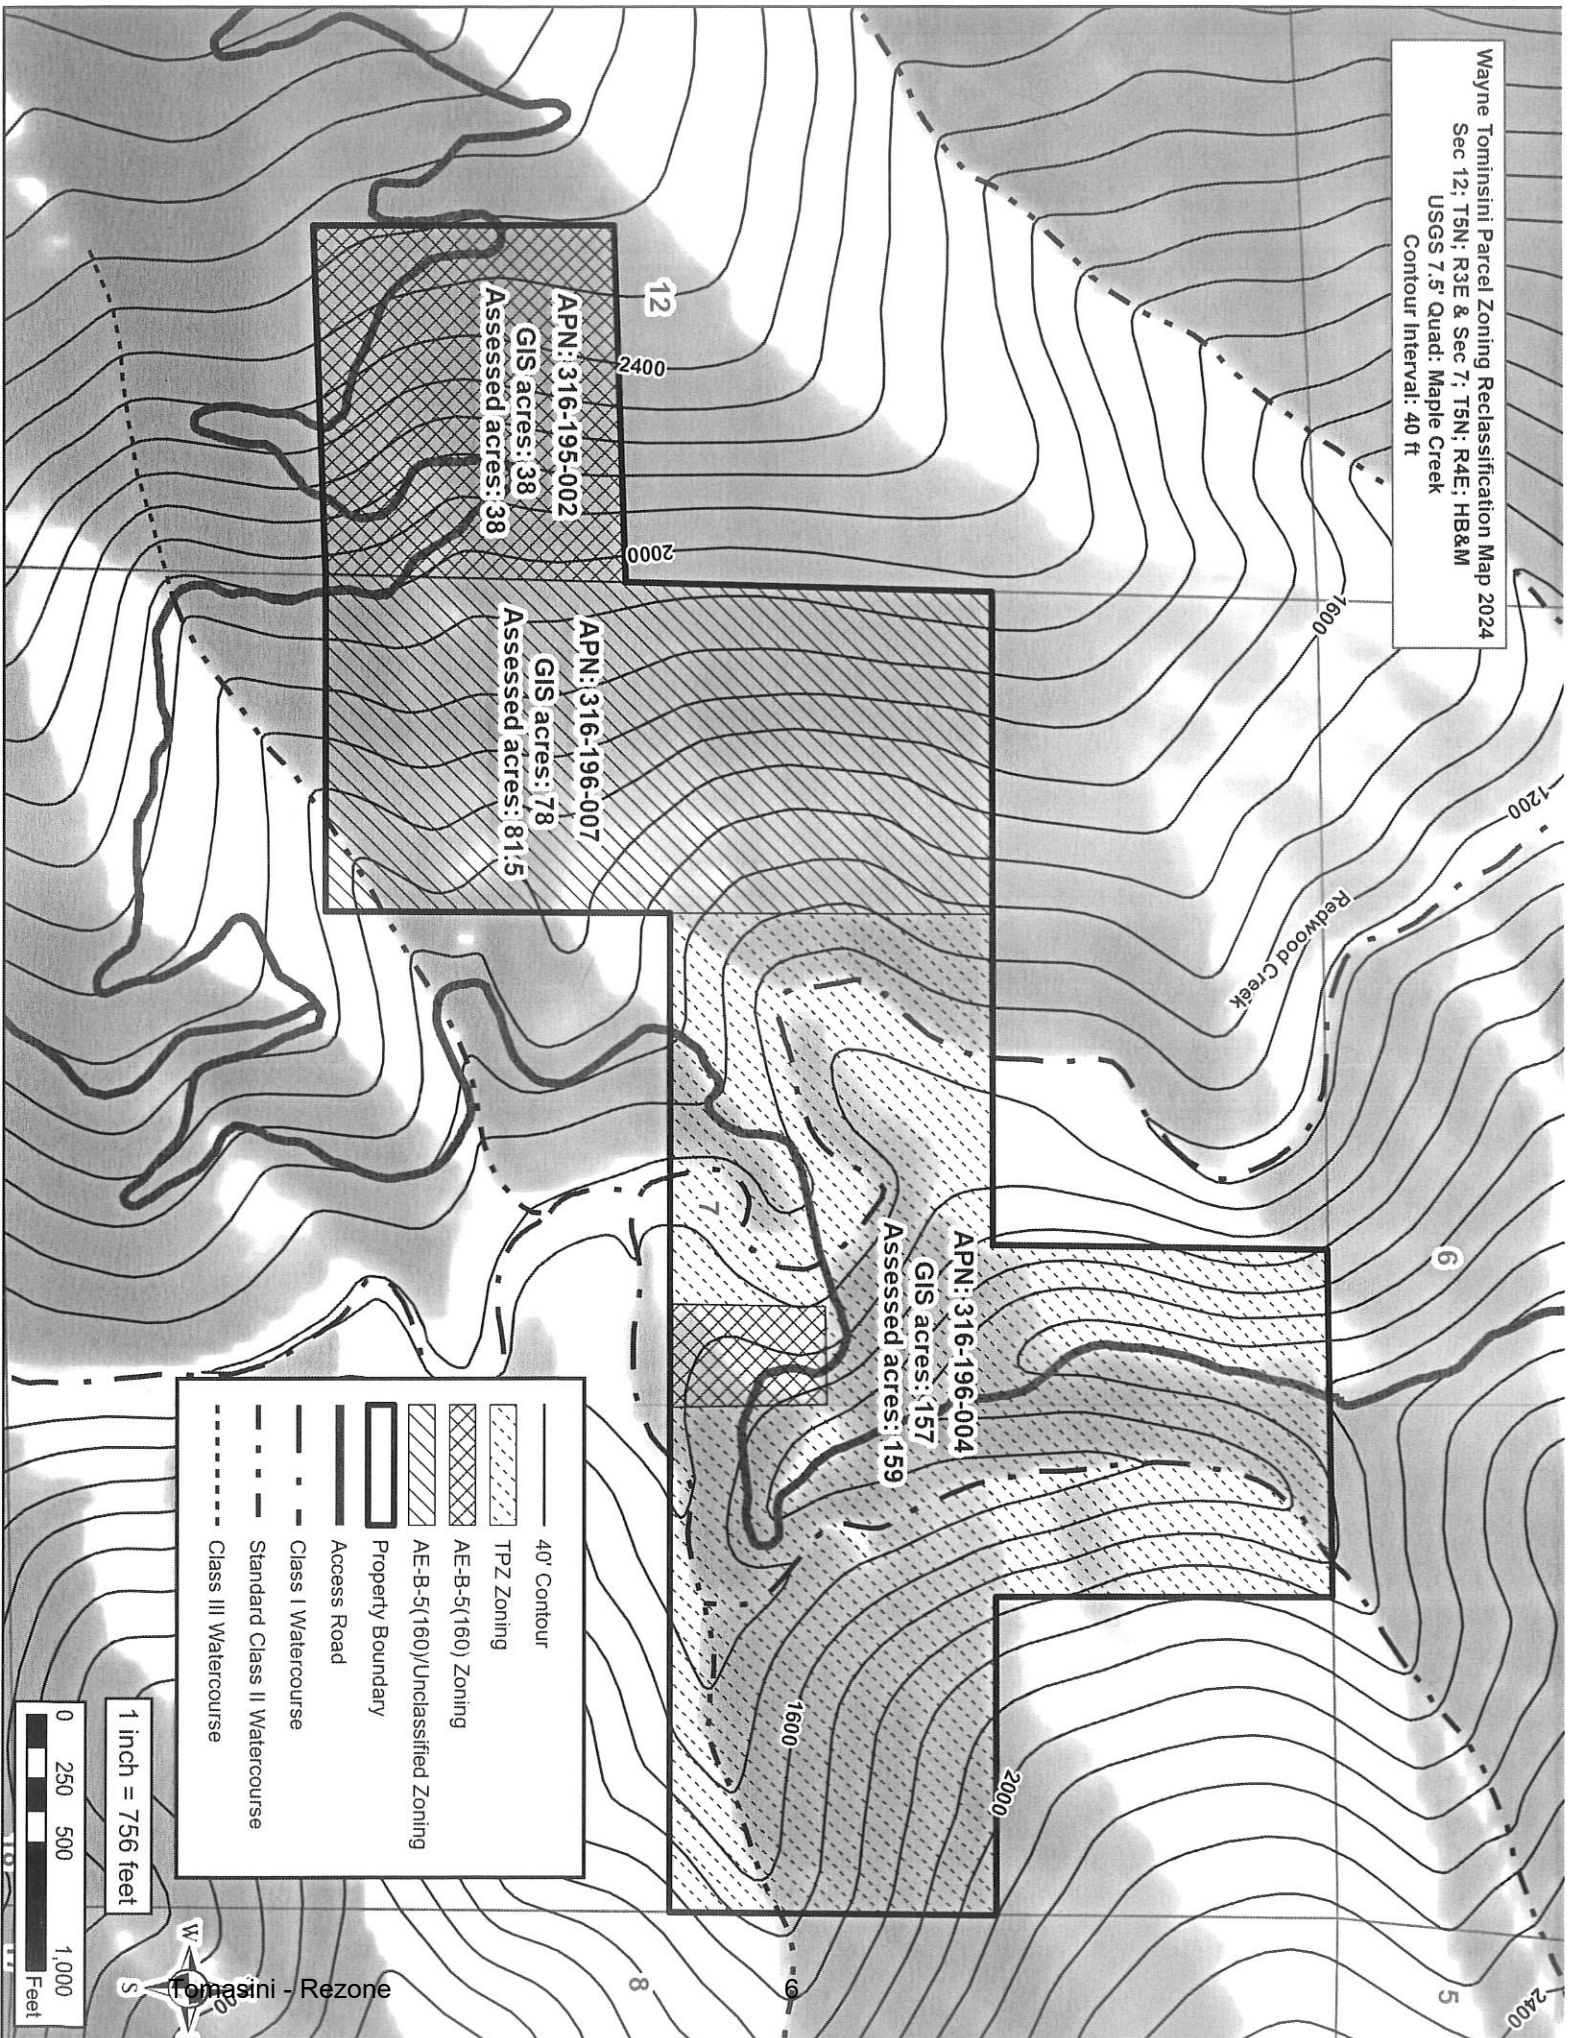 Wayne Tominsini Parcel Zoning Reclassification Map 2024
Sec 12; T5N; R3E & Sec 7; T5N; R4E; HB&M
USGS 7.5' Quad: Maple Creek
Contour Interval: 40 ft
6
5
1200
1600
Redwood Creek
2400
12
2400
2000
APN: 316-195-002
GIS acres: 38
Assessed acres: 38
APN: 316-196-007
GIS acres: 78
Assessed acres: 81.5
APN: 316-196-004
GIS acres: 157
Assessed acres: 159
7
1600
2000
8
40' Contour
TPZ Zoning
AE-B-5(160) Zoning
AE-B-5(160)/Unclassified Zoning
Property Boundary
Access Road
Class I Watercourse
Standard Class II Watercourse
Class III Watercourse
1 inch = 756 feet
0 250 500 1,000
Feet
W
S
Tomasini - Rezone
6